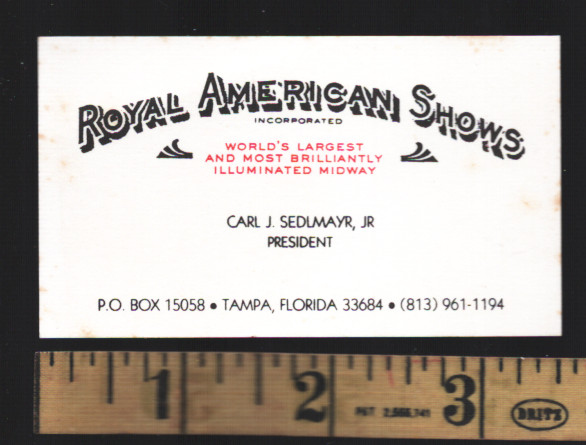 ROYAL AMERICAN SHOWS
INCORPORATED
WORLD'S LARGEST
AND MOST BRILLIANTLY
ILLUMINATED MIDWAY
CARL J. SEDLMAYR, JR
PRESIDENT
P.O. BOX 15058 • TAMPA, FLORIDA 33684 • (813) 961-1194
1 2 3